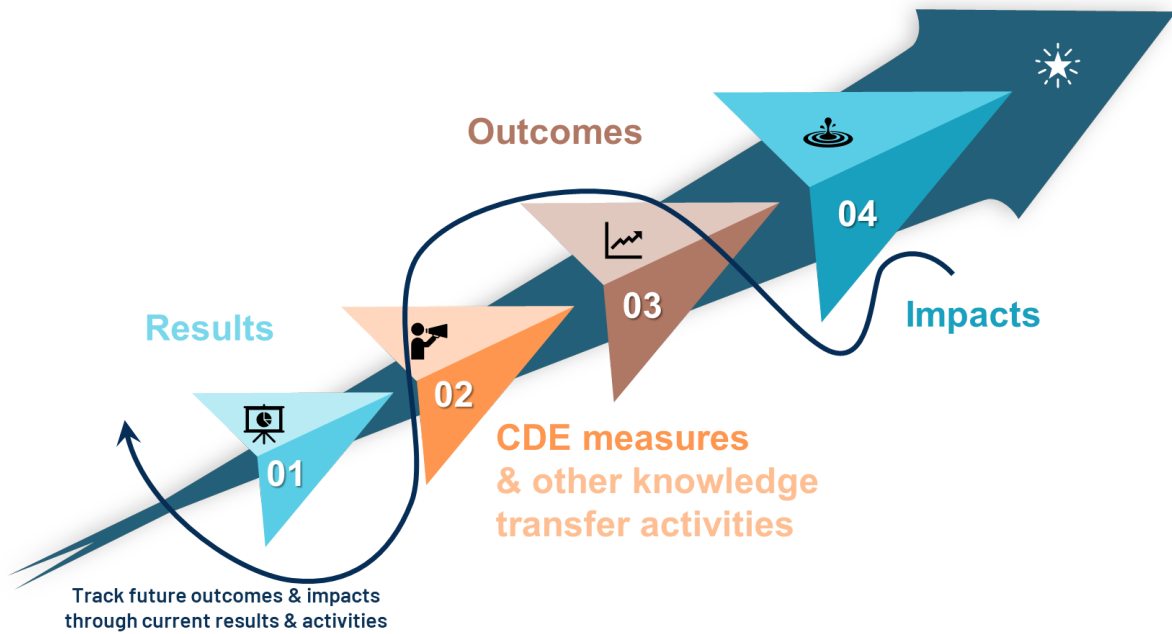 Outcomes
04
03
Impacts
Results
02
CDE measures
& other knowledge
transfer activities
01
Track future outcomes & impacts
through current results & activities